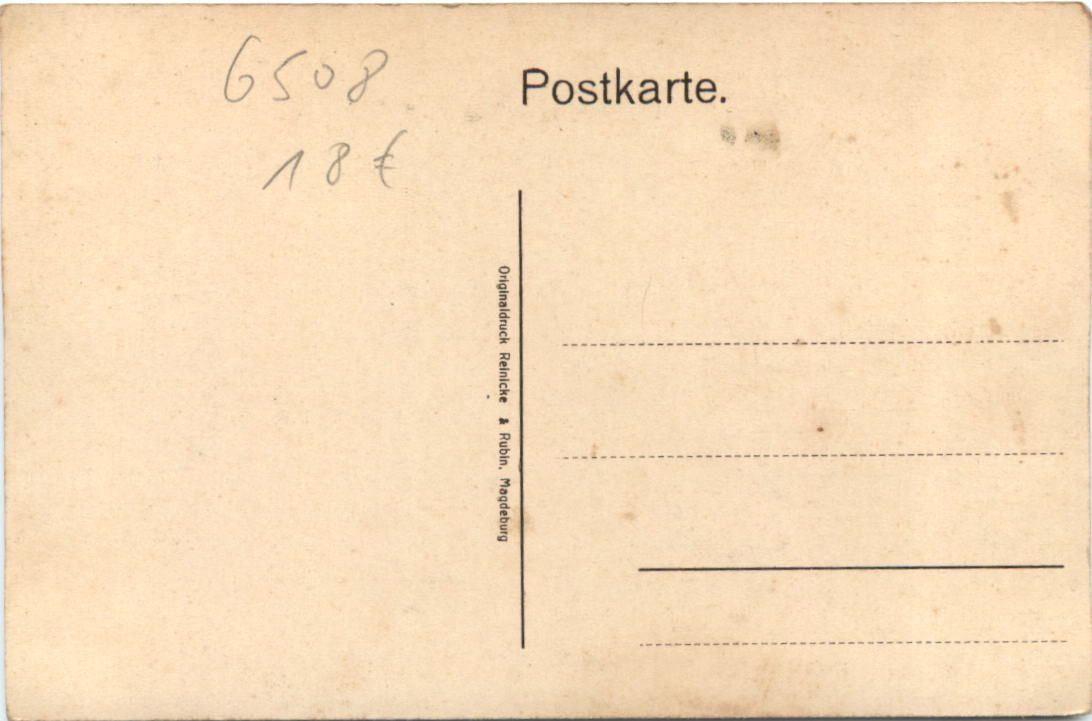 6508
18 €
Postkarte.
Originaldruck Reinicke & Rubin, Magdeburg